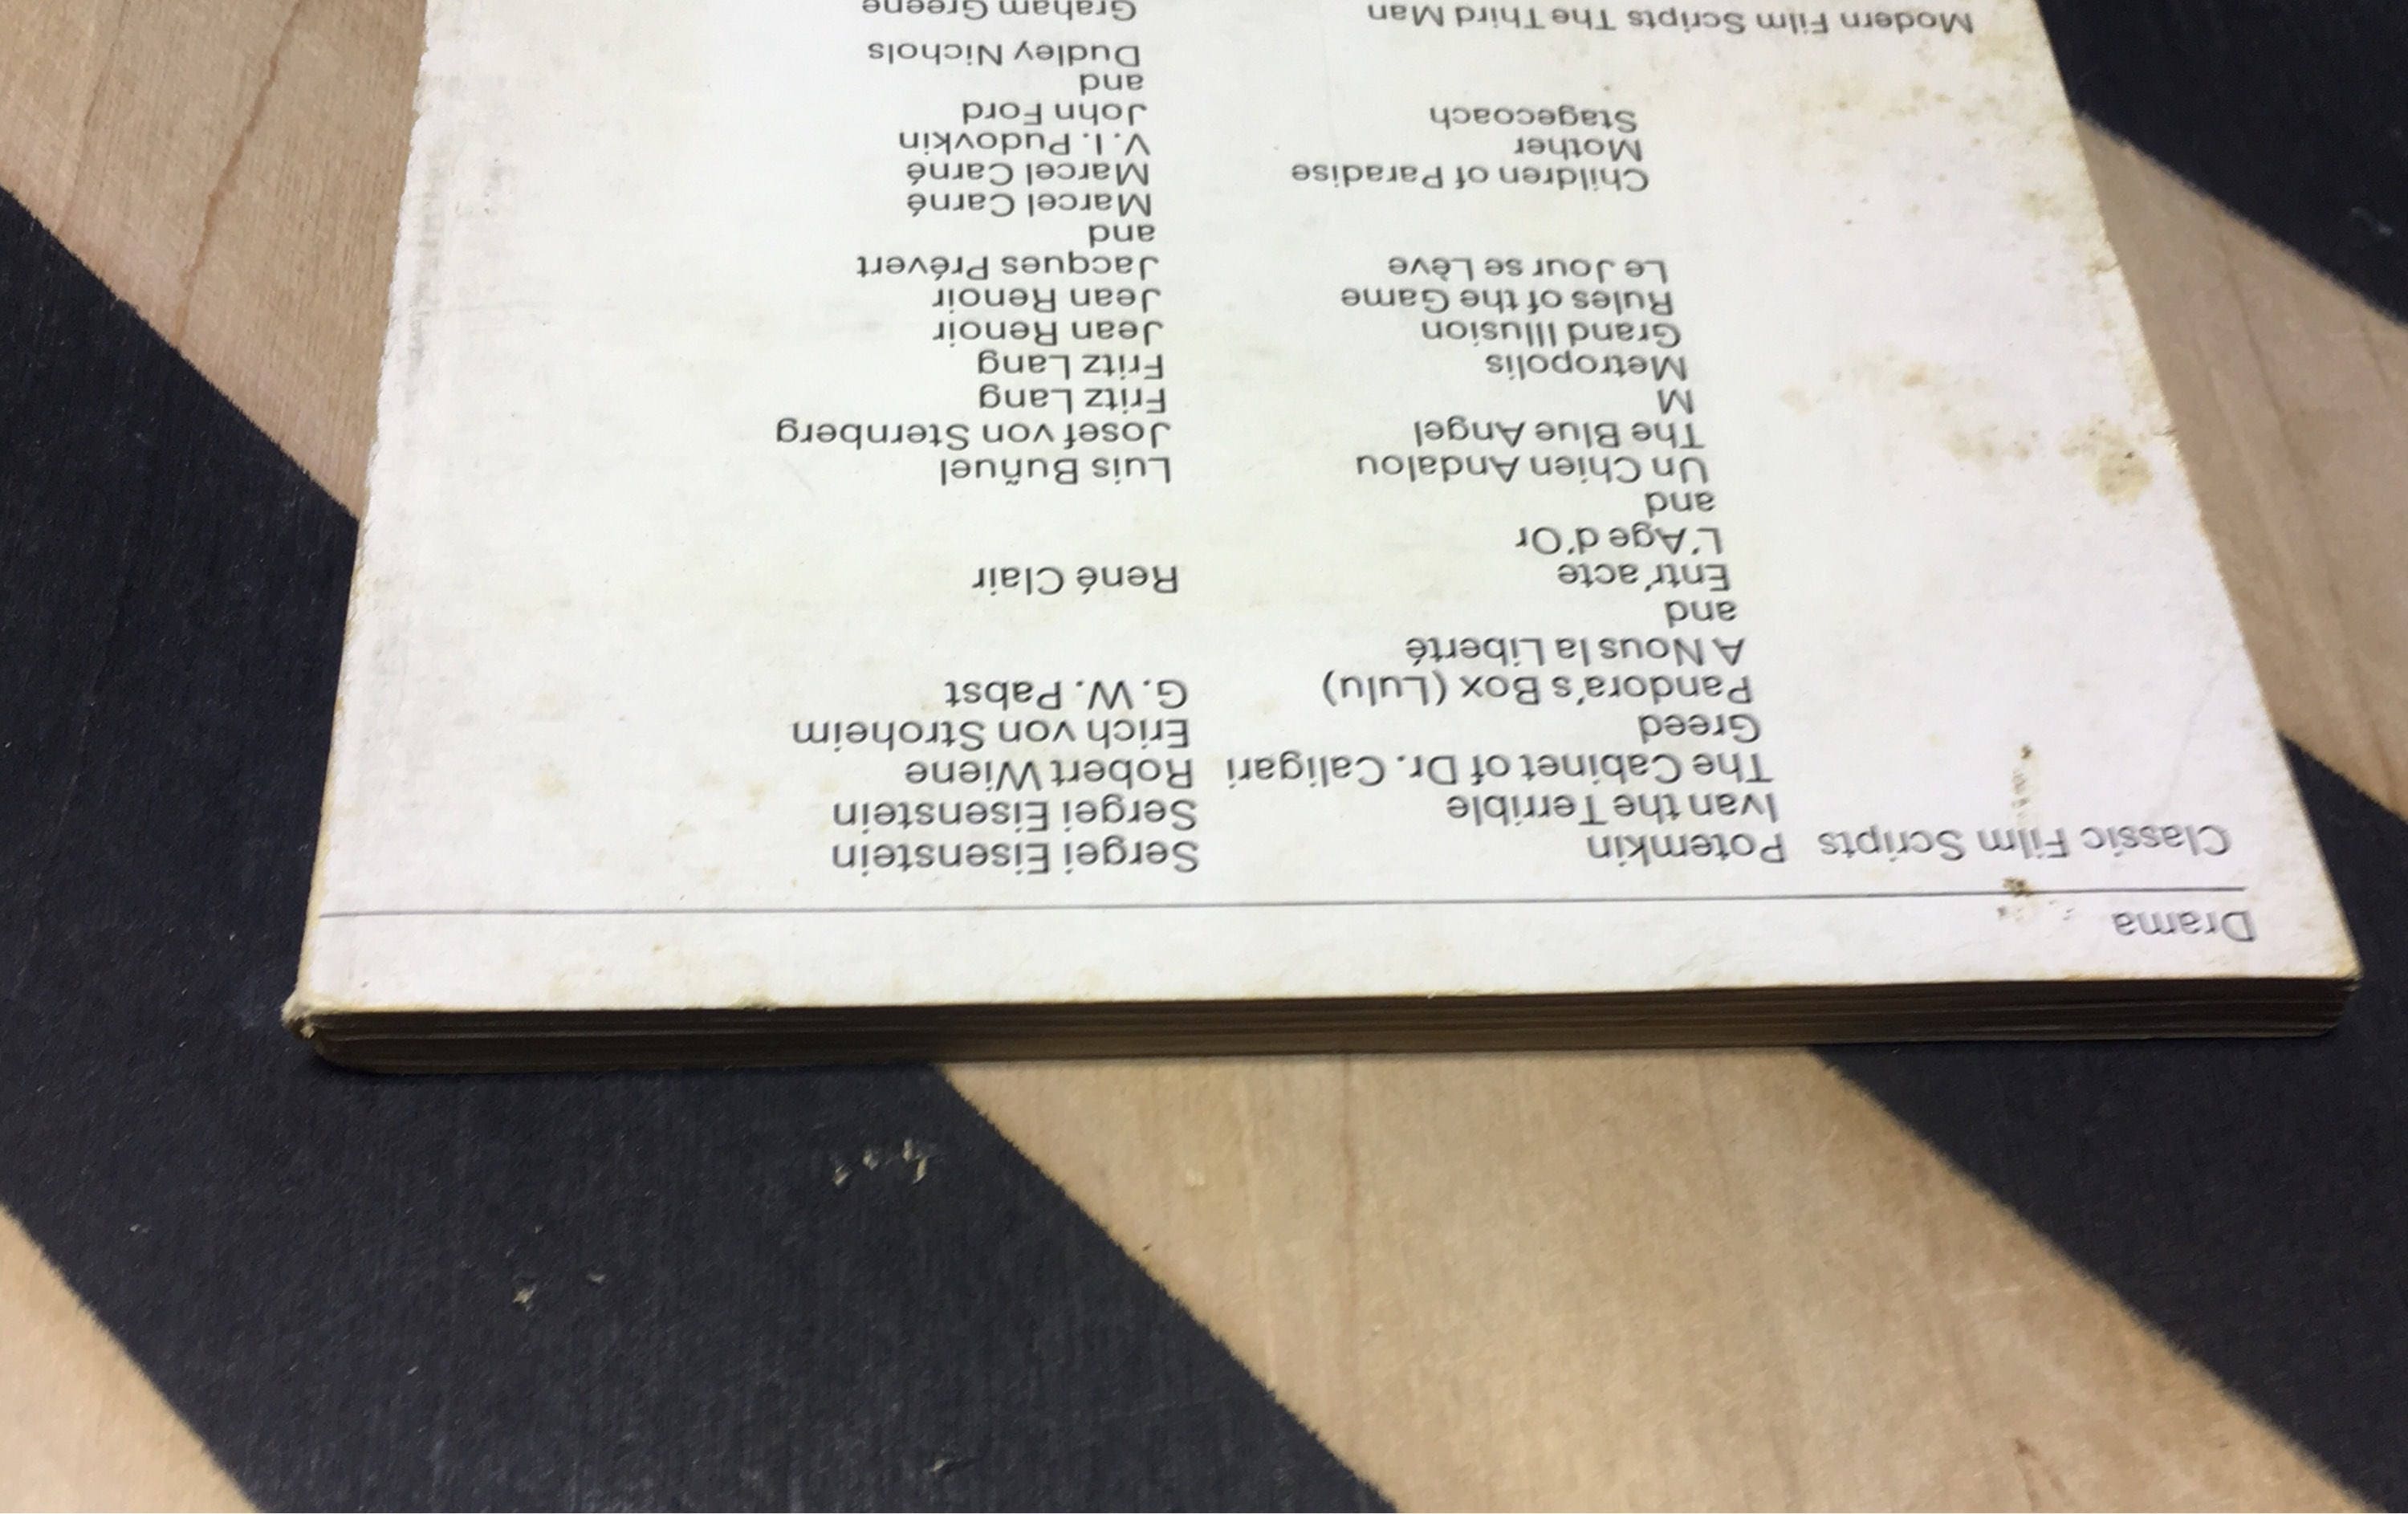 Drama
Classic Film Scripts Potemkin Sergei Eisenstein
Ivan the Terrible Sergei Eisenstein
The Cabinet of Dr. Caligari Robert Wiene
Greed Erich von Stroheim
Pandora's Box (Lulu) G. W. Pabst
A Nous la Liberté
and
Entr'acte René Clair
L'Age d'Or
and
Un Chien Andalou Luis Buñuel
The Blue Angel Josef von Sternberg
M Fritz Lang
Metropolis Fritz Lang
Grand Illusion Jean Renoir
Rules of the Game Jean Renoir
Le Jour se Lève Jacques Prévert
and
Marcel Carné
Children of Paradise Marcel Carné
Mother V. I. Pudovkin
Stagecoach John Ford
and
Dudley Nichols
Modern Film Scripts The Third Man Graham Greene